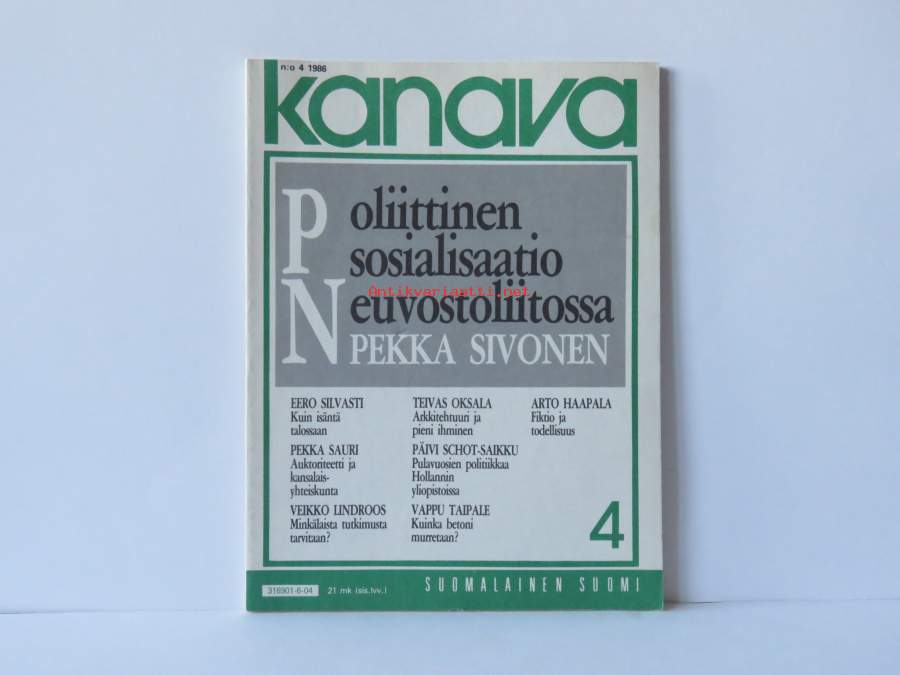 n:o 4 1986
kanava
Poliittinen
sosialisaatio
Antikvariaatti.net
Neuvostoliitossa
PEKKA SIVONEN
EERO SILVASTI
Kuin isäntä
talossaan
PEKKA SAURI
Auktoriteetti ja
kansalais-
yhteiskunta
VEIKKO LINDROOS
Minkälaista tutkimusta
tarvitaan?
TEIVAS OKSALA
Arkkitehtuuri ja
pieni ihminen
PÄIVI SCHOT-SAIKKU
Pulavuosien politiikkaa
Hollannin
yliopistoissa
VAPPU TAIPALE
Kuinka betoni
murretaan?
ARTO HAAPALA
Fiktio ja
todellisuus
4
316901-6-04
21 mk (sis.lvv.)
SUOMALAINEN SUOMI